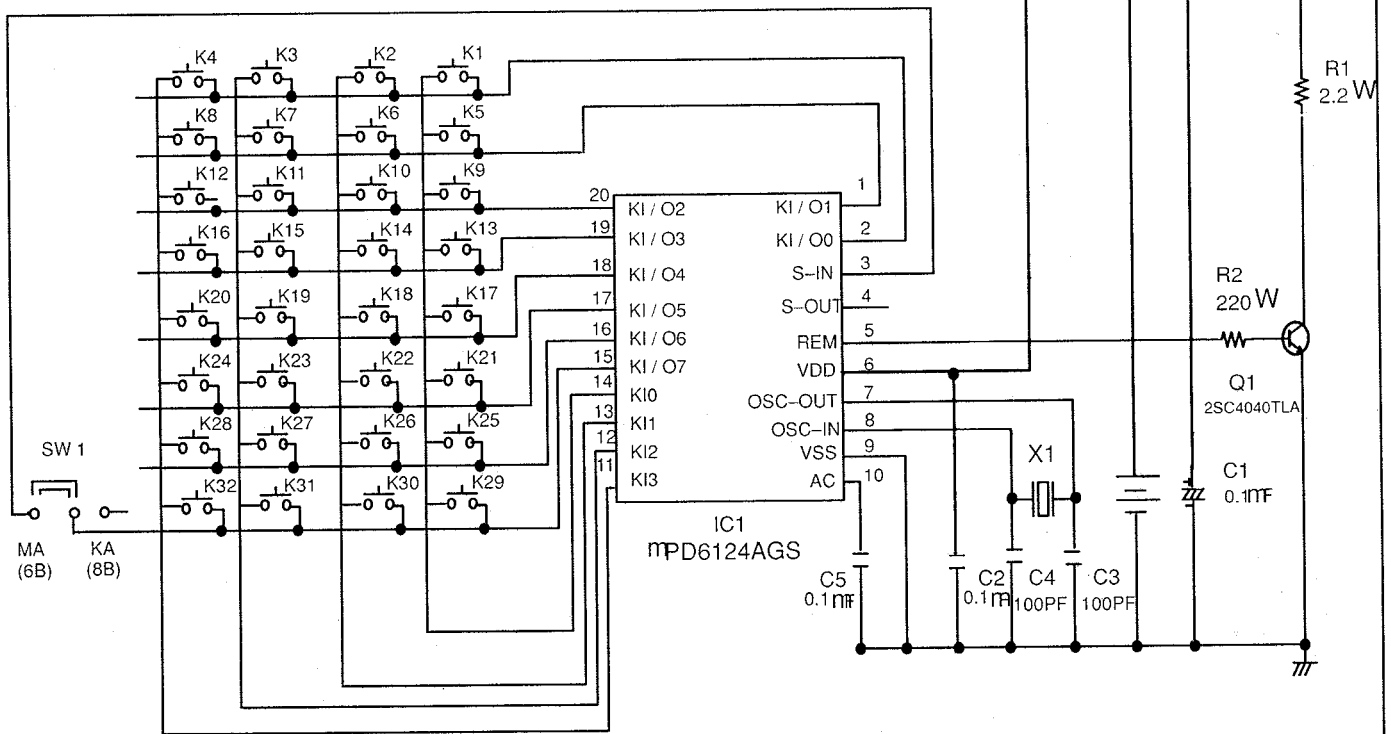 K4 K3 K2 K1
K8 K7 K6 K5
K12 K11 K10 K9
K16 K15 K14 K13
K20 K19 K18 K17
K24 K23 K22 K21
K28 K27 K26 K25
K32 K31 K30 K29
SW 1
MA
(6B)
KA
(8B)
20 KI / O2
19 KI / O3
18 KI / O4
17 KI / O5
16 KI / O6
15 KI / O7
14 KI0
13 KI1
12 KI2
11 KI3
KI / O1 1
KI / O0 2
S-IN 3
S-OUT 4
REM 5
VDD 6
OSC-OUT 7
OSC-IN 8
VSS 9
AC 10
IC1
mPD6124AGS
R1
2.2 W
R2
220 W
Q1
2SC4040TLA
X1
C1
0.1mF
C5
0.1mF
C2
0.1m
C4
100PF
C3
100PF